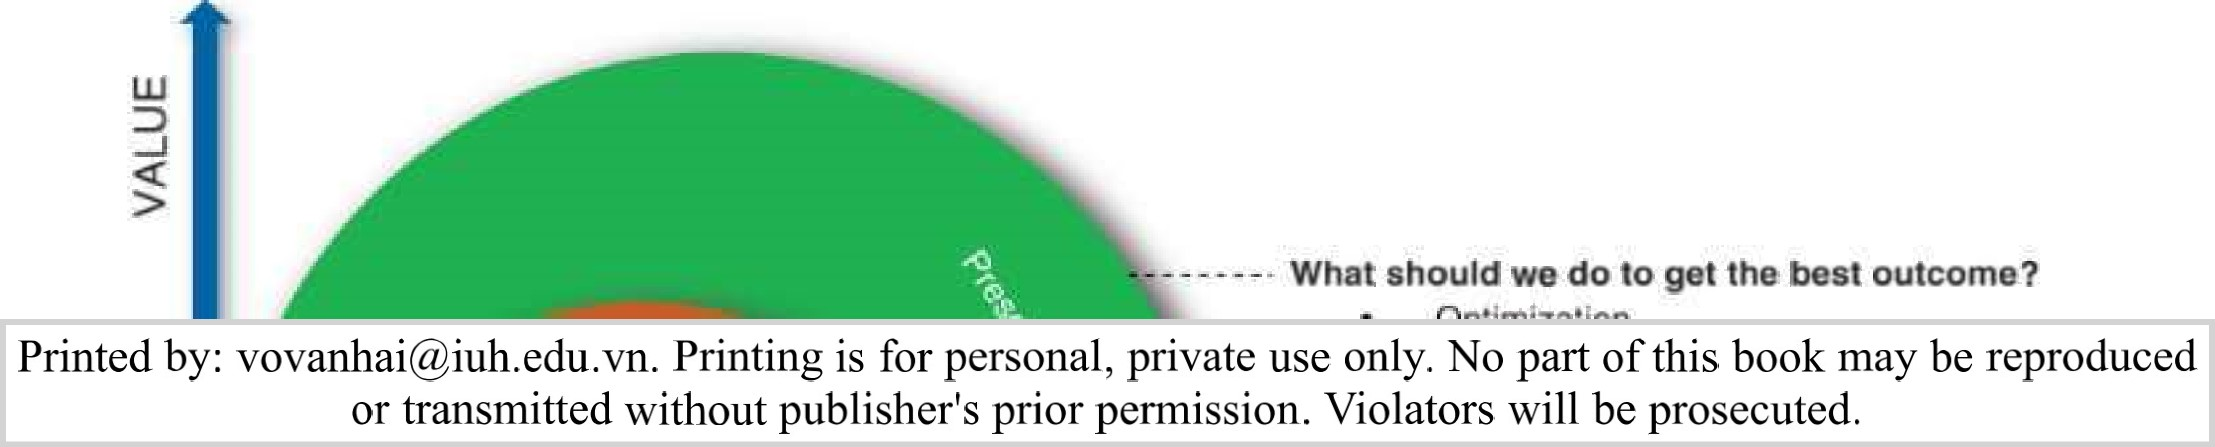 VALUE
What should we do to get the best outcome?
• Optimization
Printed by: vovanhai@iuh.edu.vn. Printing is for personal, private use only. No part of this book may be reproduced
or transmitted without publisher's prior permission. Violators will be prosecuted.